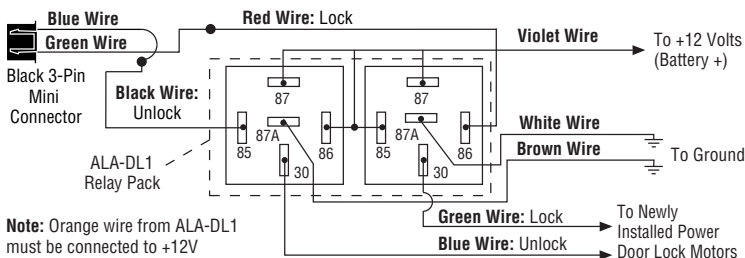 Blue Wire
Red Wire: Lock
Green Wire
Violet Wire
To +12 Volts
(Battery +)
Black 3-Pin
Mini
Connector
Black Wire:
Unlock
87
87
85
87A
86
85
87A
86
30
30
White Wire
Brown Wire
To Ground
ALA-DL1
Relay Pack
Green Wire: Lock
Blue Wire: Unlock
To Newly
Installed Power
Door Lock Motors
Note: Orange wire from ALA-DL1
must be connected to +12V